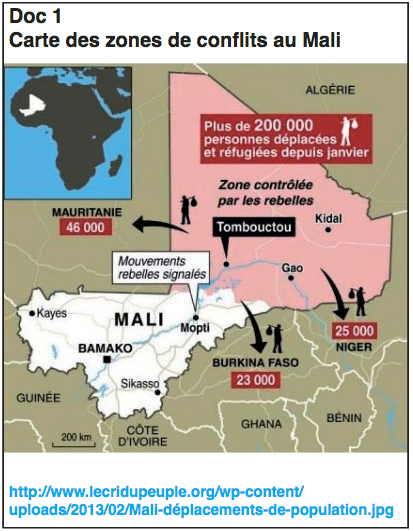 Doc 1
Carte des zones de conflits au Mali
ALGÉRIE
Plus de 200 000
personnes déplacées
et réfugiées depuis janvier
Zone contrôlée
par les rebelles
MAURITANIE
46 000
Kidal
Tombouctou
Mouvements
rebelles signalés
Gao
Kayes
MALI
Mopti
25 000
NIGER
BAMAKO
BURKINA FASO
23 000
Sikasso
GUINÉE
BÉNIN
GHANA
CÔTE
D'IVOIRE
200 km
http://www.lecridupeuple.org/wp-content/
uploads/2013/02/Mali-déplacements-de-population.jpg